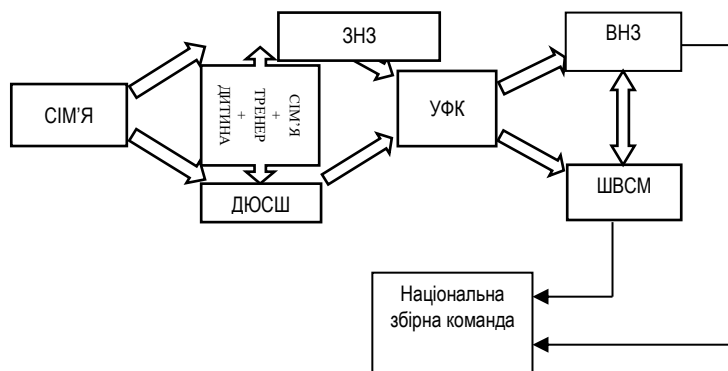 ЗНЗ
ВНЗ
СІМ’Я
СІМ’Я
+
ТРЕНЕР
+
ДИТИНА
УФК
ДЮСШ
ШВСМ
Національна
збірна команда